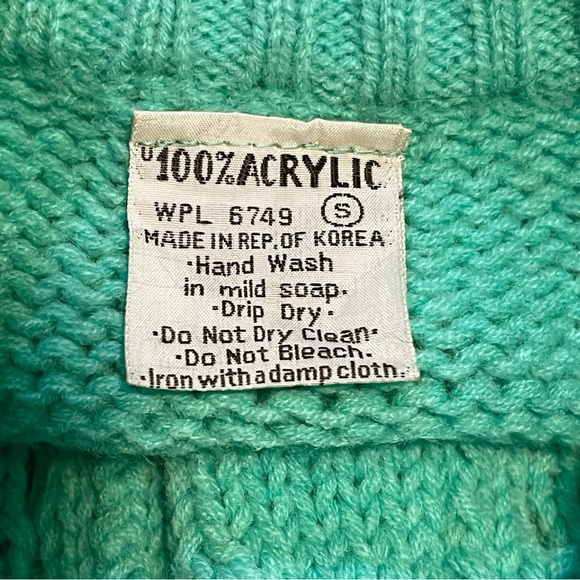 U100% ACRYLIC
WPL 6749 S
MADE IN REP. OF KOREA
·Hand Wash
in mild soap·
·Drip Dry·
·Do Not Dry Clean·
·Do Not Bleach.
·Iron with a damp cloth.